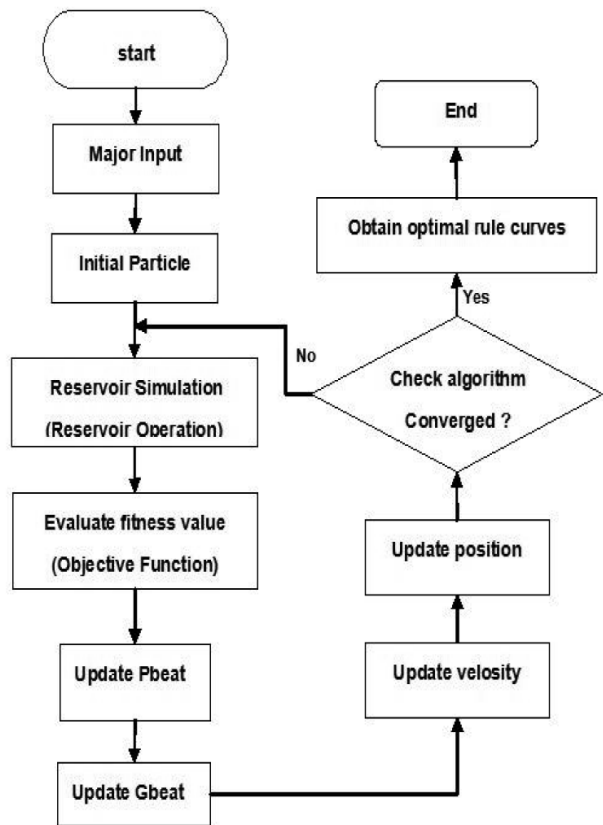 start
Major Input
Initial Particle
Reservoir Simulation
(Reservoir Operation)
Evaluate fitness value
(Objective Function)
Update Pbeat
Update Gbeat
Update velosity
Update position
Check algorithm
Converged ?
No
Yes
Obtain optimal rule curves
End